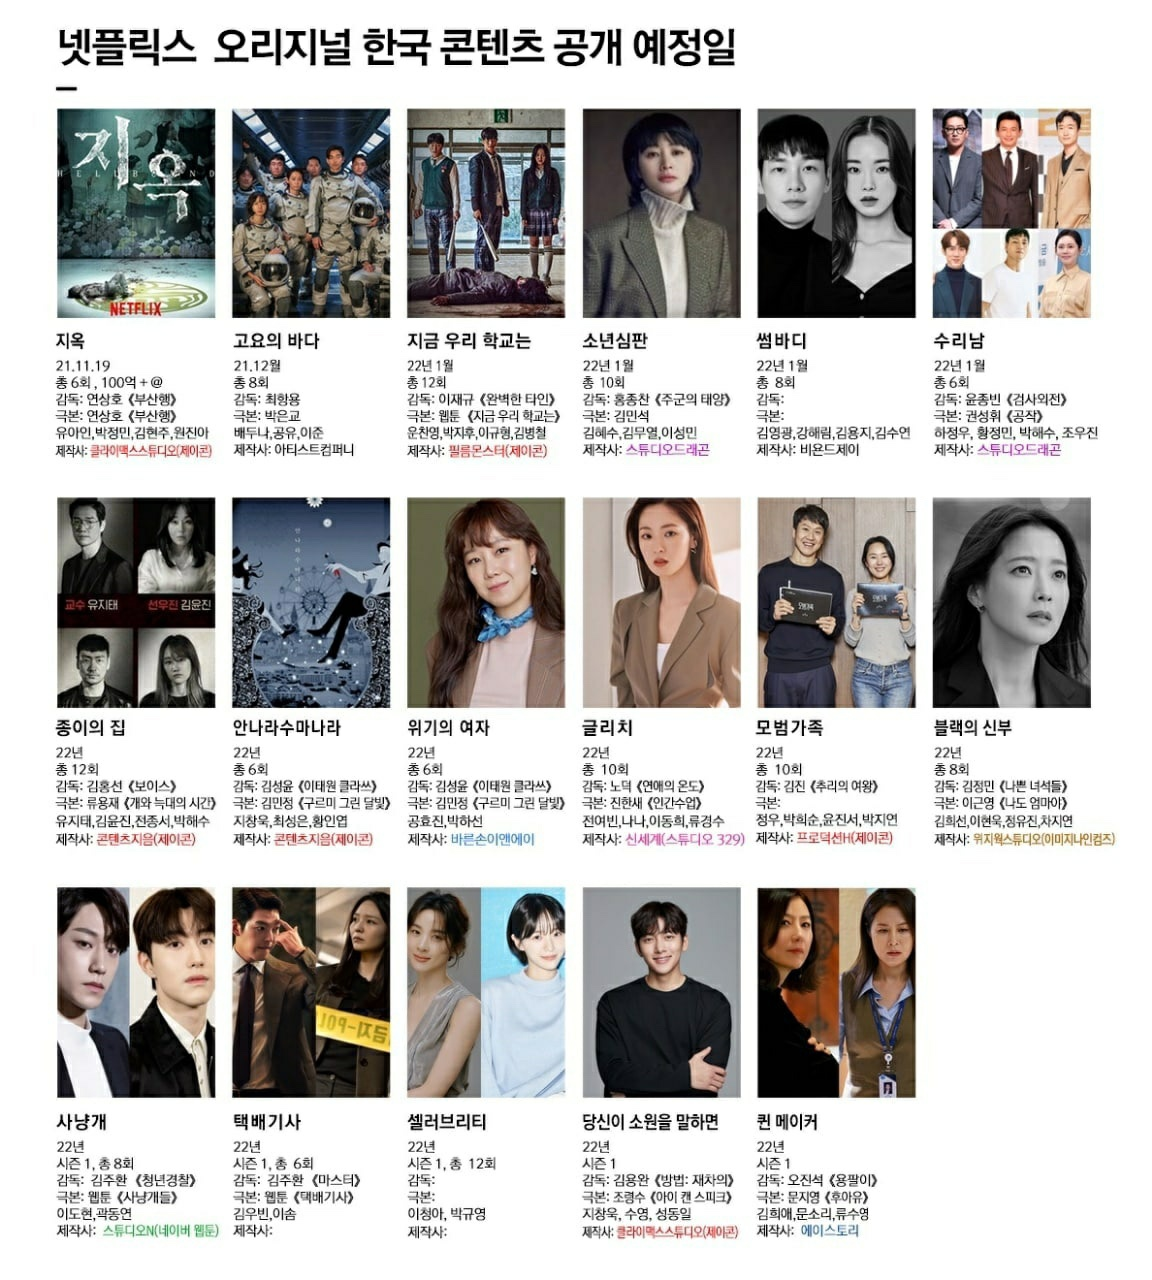 넷플릭스 오리지널 한국 콘텐츠 공개 예정일
지옥
HELLBOUND
NETFLIX
지옥
21.11.19
총 6회 , 100억 + @
감독: 연상호 《부산행》
극본: 연상호 《부산행》
유아인,박정민,김현주,원진아
제작사: 클라이맥스스튜디오(제이콘)
고요의 바다
21.12월
총 8회
감독: 최항용
극본: 박은교
배두나,공유,이준
제작사: 아티스트컴퍼니
지금 우리 학교는
22년 1월
총 12회
감독: 이재규 《완벽한 타인》
극본: 웹툰 《지금 우리 학교는》
운찬영,박지후,이규형,김병철
제작사: 필름몬스터(제이콘)
소년심판
22년 1월
총 10회
감독: 홍종찬 《주군의 태양》
극본: 김민석
김혜수,김무열,이성민
제작사: 스튜디오드래곤
썸바디
22년 1월
총 8회
감독:
극본:
김영광,강해림,김용지,김수연
제작사: 비욘드제이
수리남
22년 1월
총 6회
감독: 윤종빈 《검사외전》
극본: 권성휘 《공작》
하정우, 황정민, 박해수, 조우진
제작사: 스튜디오드래곤
교수 유지태
선우진 김윤진
종이의 집
22년
총 12회
감독: 김홍선 《보이스》
극본: 류용재 《개와 늑대의 시간》
유지태,김윤진,전종서,박해수
제작사: 콘텐츠지음(제이콘)
안나라수마나라
안나라수마나라
22년
총 6회
감독: 김성윤 《이태원 클라쓰》
극본: 김민정 《구르미 그린 달빛》
지창욱,최성은,황인엽
제작사: 콘텐츠지음(제이콘)
위기의 여자
22년
총 6회
감독: 김성윤 《이태원 클라쓰》
극본: 김민정 《구르미 그린 달빛》
공효진,박하선
제작사: 바른손이앤에이
글리치
22년
총 10회
감독: 노덕 《연애의 온도》
극본: 진한새 《인간수업》
전여빈,나나,이동희,류경수
제작사: 신세계(스튜디오 329)
모범가족
22년
총 10회
감독: 김진 《추리의 여왕》
극본:
정우,박희순,윤진서,박지연
제작사: 프로덕션H(제이콘)
블랙의 신부
22년
총 8회
감독: 김정민 《나쁜 녀석들》
극본: 이근영 《나도 엄마야》
김희선,이현욱,정유진,차지연
제작사: 위지웍스튜디오(이미지나인컴즈)
사냥개
22년
시즌 1, 총 8회
감독: 김주환 《청년경찰》
극본: 웹툰 《사냥개들》
이도현,곽동연
제작사: 스튜디오N(네이버 웹툰)
택배기사
22년
시즌 1, 총 6회
감독: 김주환 《마스터》
극본: 웹툰 《택배기사》
김우빈,이솜
제작사:
셀러브리티
22년
시즌 1, 총 12회
감독:
극본:
이청아, 박규영
제작사:
당신이 소원을 말하면
22년
시즌 1
감독: 김용완 《방법: 재차의》
극본: 조령수 《아이 캔 스피크》
지창욱, 수영, 성동일
제작사: 클라이맥스스튜디오(제이콘)
퀸 메이커
22년
시즌 1
감독: 오진석 《용팔이》
극본: 문지영 《후아유》
김희애,문소리,류수영
제작사: 에이스토리